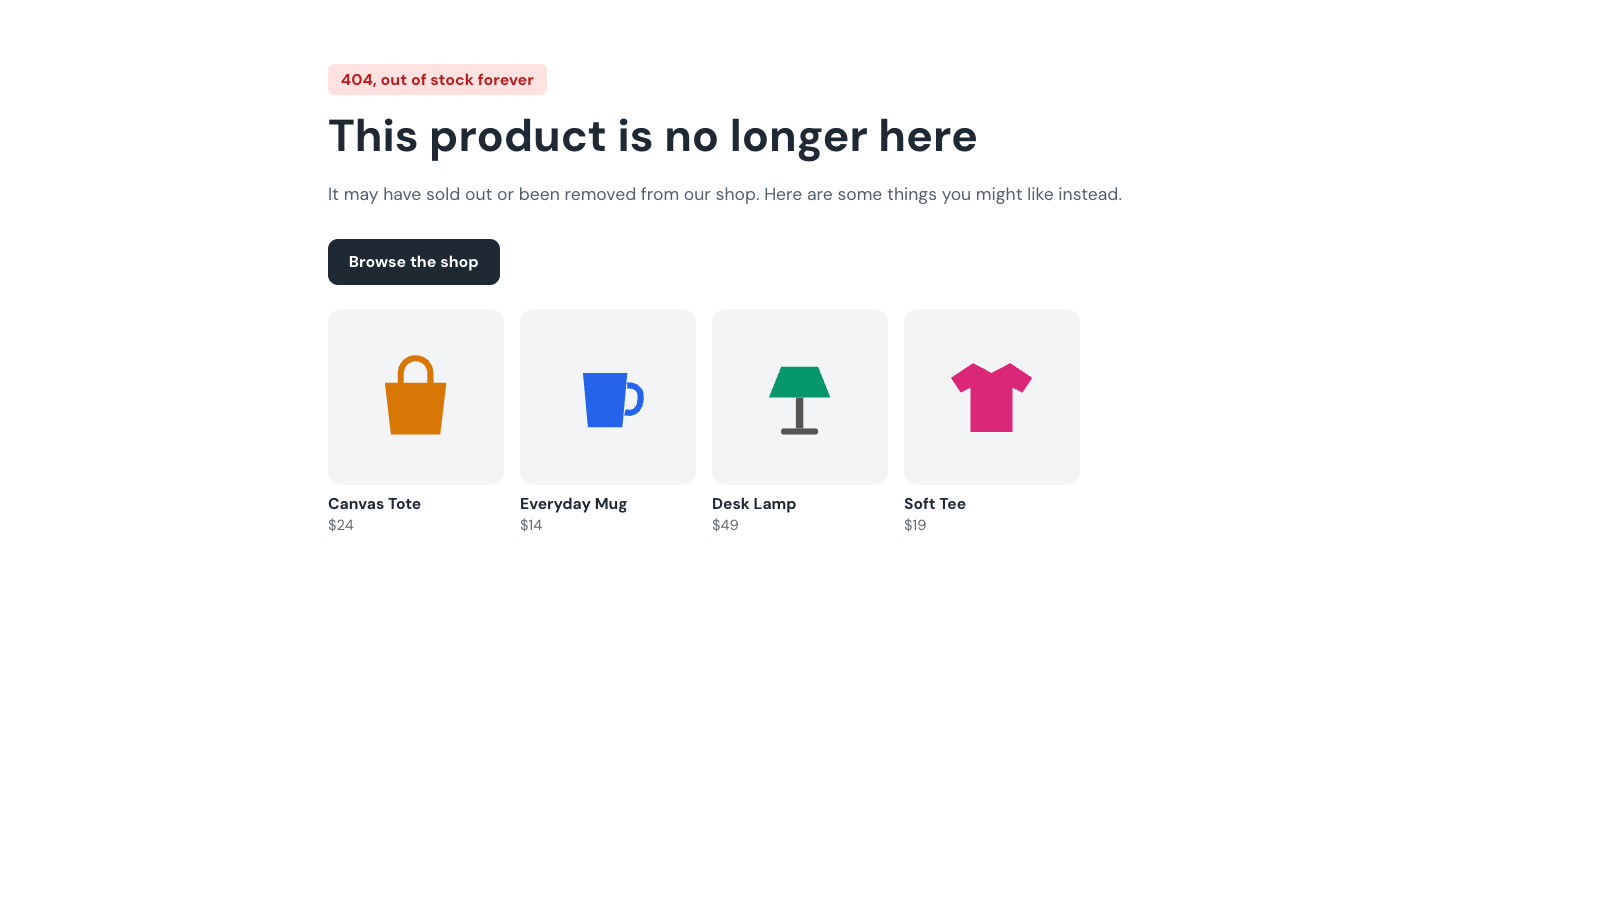 404, out of stock forever
This product is no longer here
It may have sold out or been removed from our shop. Here are some things you might like instead.
Browse the shop
Canvas Tote
$24
Everyday Mug
$14
Desk Lamp
$49
Soft Tee
$19